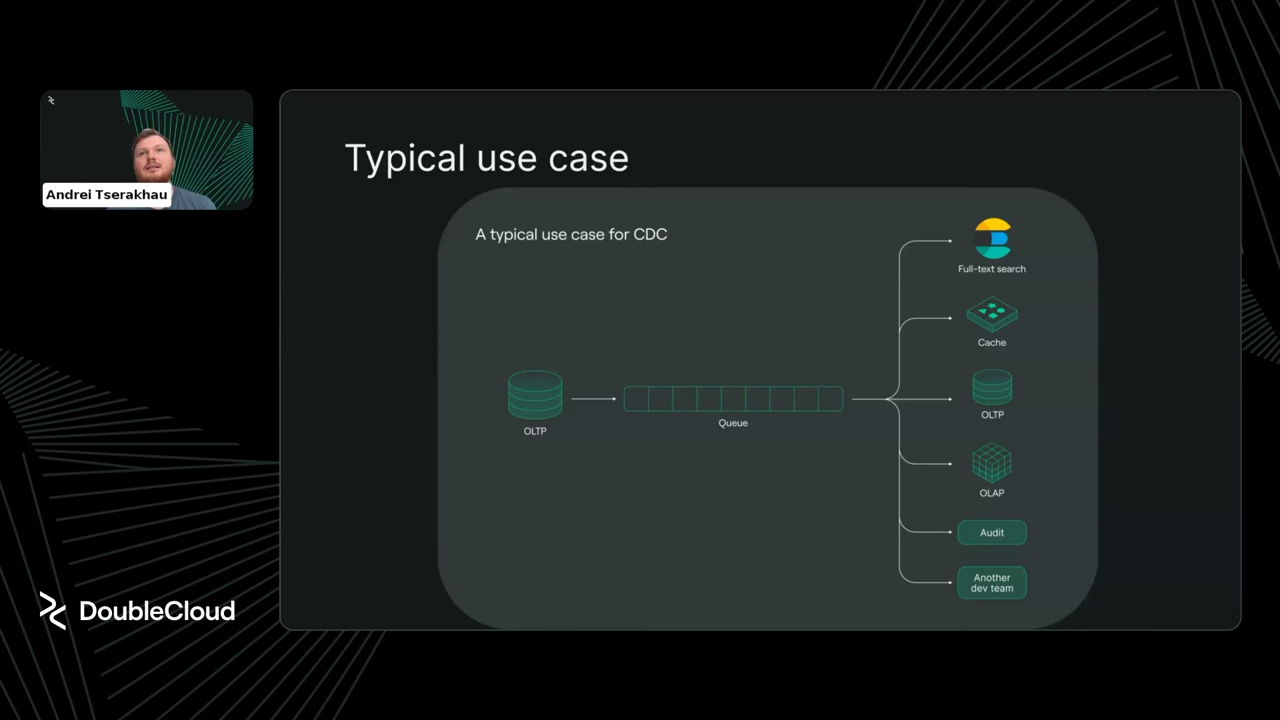 Andrei Tserakhau
DoubleCloud
Typical use case
A typical use case for CDC
OLTP
Queue
Full-text search
Cache
OLTP
OLAP
Audit
Another
dev team